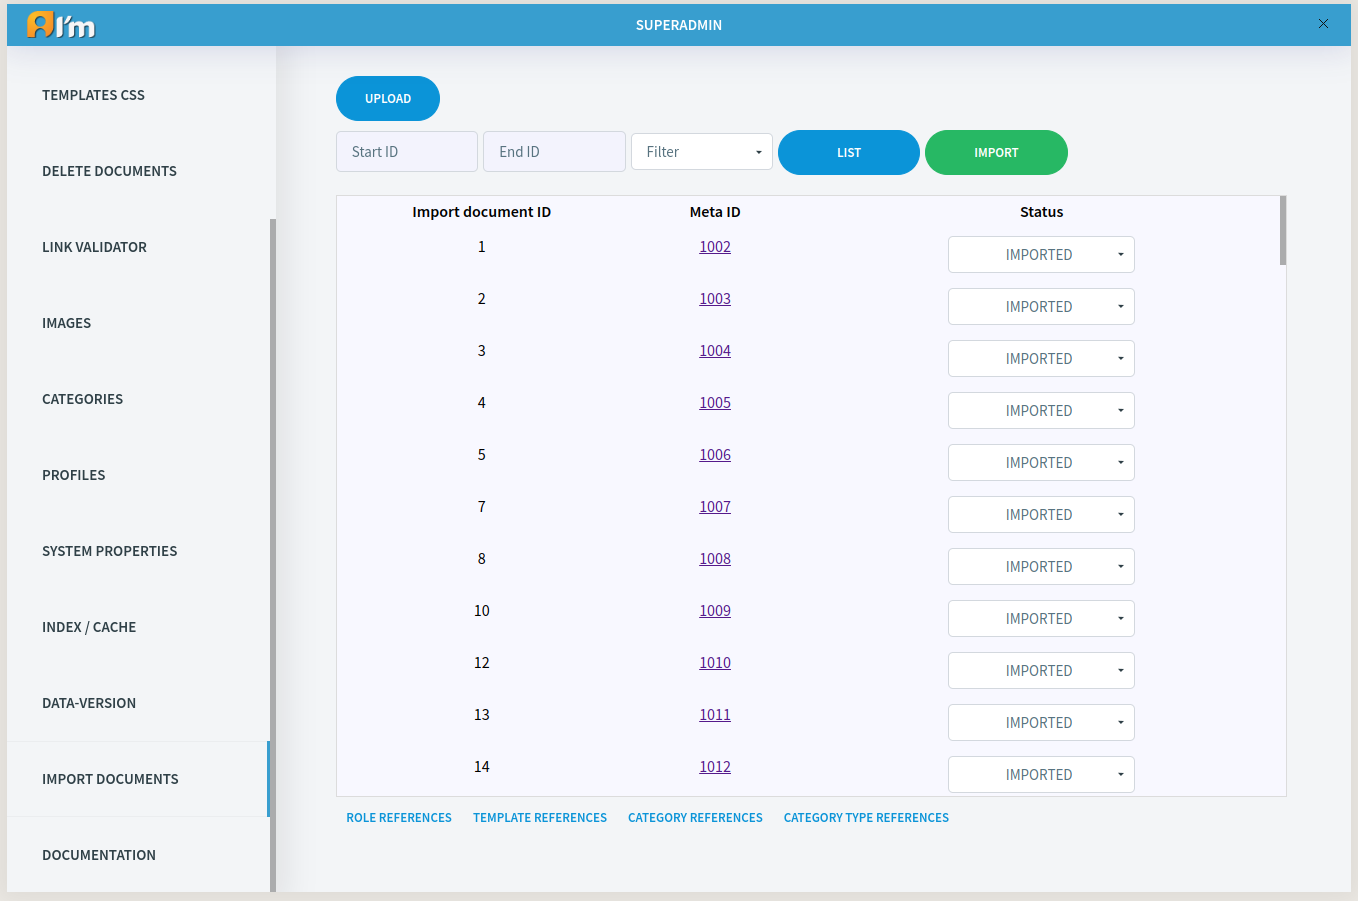 I'm
SUPERADMIN
TEMPLATES CSS
DELETE DOCUMENTS
LINK VALIDATOR
IMAGES
CATEGORIES
PROFILES
SYSTEM PROPERTIES
INDEX / CACHE
DATA-VERSION
IMPORT DOCUMENTS
DOCUMENTATION
UPLOAD
Start ID End ID Filter LIST IMPORT
Import document ID Meta ID Status
1 1002 IMPORTED
2 1003 IMPORTED
3 1004 IMPORTED
4 1005 IMPORTED
5 1006 IMPORTED
7 1007 IMPORTED
8 1008 IMPORTED
10 1009 IMPORTED
12 1010 IMPORTED
13 1011 IMPORTED
14 1012 IMPORTED
ROLE REFERENCES TEMPLATE REFERENCES CATEGORY REFERENCES CATEGORY TYPE REFERENCES